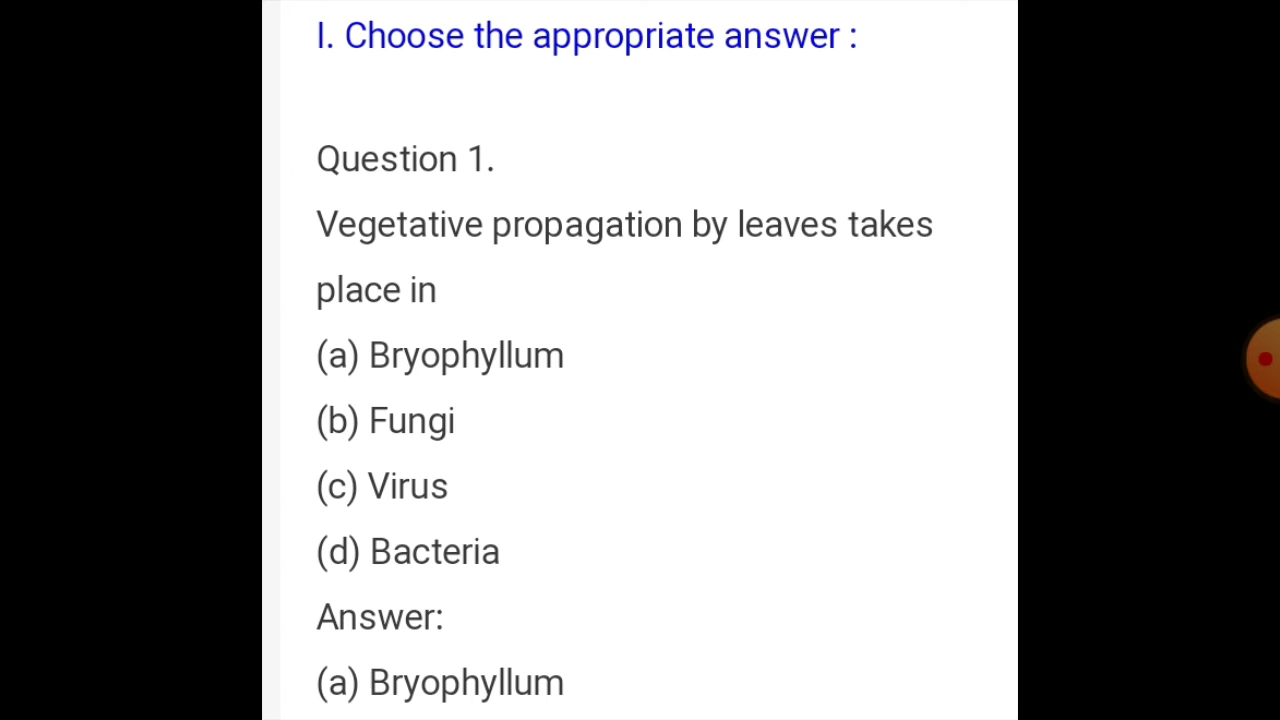 I. Choose the appropriate answer :
Question 1.
Vegetative propagation by leaves takes
place in
(a) Bryophyllum
(b) Fungi
(c) Virus
(d) Bacteria
Answer:
(a) Bryophyllum